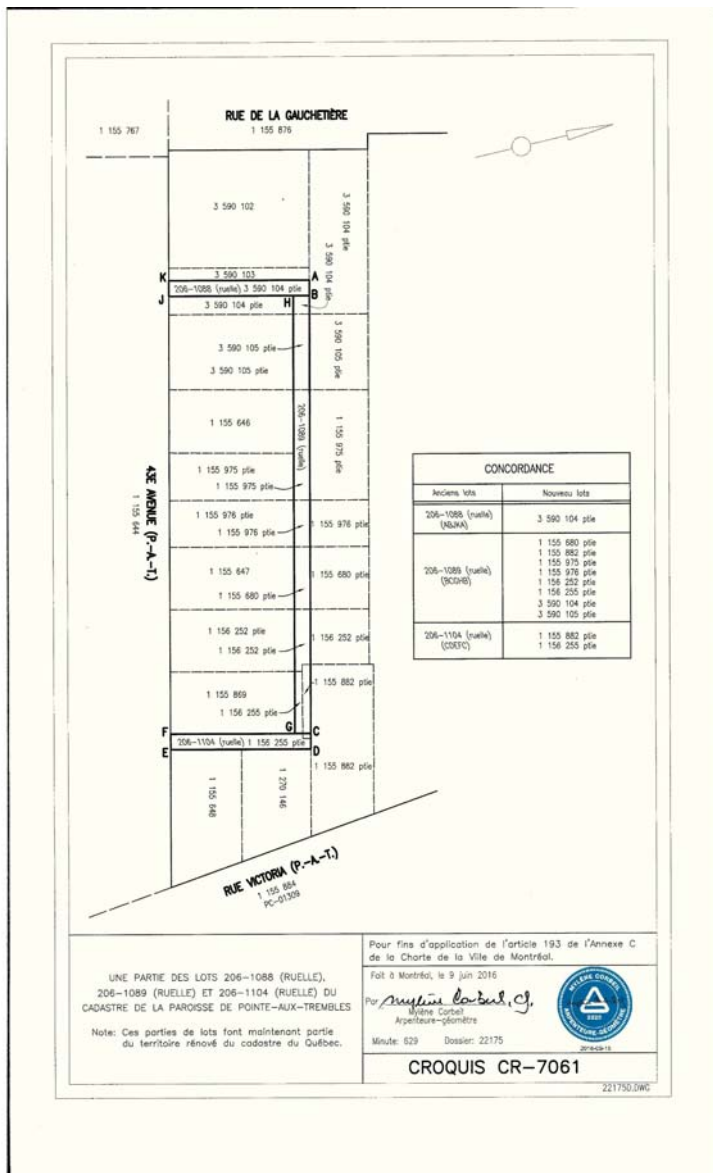 RUE DE LA GAUCHETIÈRE
1 155 876
1 155 767
3 590 102
3 590 104 ptie
3 590 104 ptie
K
3 590 103
A
206-1088 (ruelle) 3 590 104 ptie
J
B
3 590 104 ptie
H
3 590 105 ptie
3 590 105 ptie
3 590 105 ptie
206-1089 (ruelle)
1 155 646
1 155 975 ptie
1 155 975 ptie
1 155 975 ptie
43E AVENUE (P.-A.-T.)
1 155 644
1 155 976 ptie
1 155 976 ptie
1 155 976 ptie
1 155 647
1 155 680 ptie
1 155 680 ptie
1 156 252 ptie
1 156 252 ptie
1 156 252 ptie
1 155 882 ptie
1 155 869
1 156 255 ptie
F
G
C
206-1104 (ruelle) 1 156 255 ptie
E
D
1 155 882 ptie
1 155 648
1 270 146
RUE VICTORIA (P.-A.-T.)
1 155 884
PC-01309
CONCORDANCE
Anciens lots
Nouveau lots
206-1088 (ruelle)
(ABJKA)
3 590 104 ptie
206-1089 (ruelle)
(BCGHB)
1 155 680 ptie
1 155 882 ptie
1 155 975 ptie
1 155 976 ptie
1 156 252 ptie
1 156 255 ptie
3 590 104 ptie
3 590 105 ptie
206-1104 (ruelle)
(CDEFC)
1 155 882 ptie
1 156 255 ptie
UNE PARTIE DES LOTS 206-1088 (RUELLE),
206-1089 (RUELLE) ET 206-1104 (RUELLE) DU
CADASTRE DE LA PAROISSE DE POINTE-AUX-TREMBLES
Note: Ces parties de lots font maintenant partie
du territoire rénové du cadastre du Québec.
Pour fins d'application de l'article 193 de l'Annexe C
de la Charte de la Ville de Montréal.
Fait à Montréal, le 9 juin 2016
Par Mylène Corbeil, a.g.
Mylène Corbeil
Arpenteure-géomètre
Minute: 629 Dossier: 22175
MYLÈNE CORBEIL
ARPENTEURE-GÉOMÈTRE
CROQUIS CR-7061
22175D.DWG